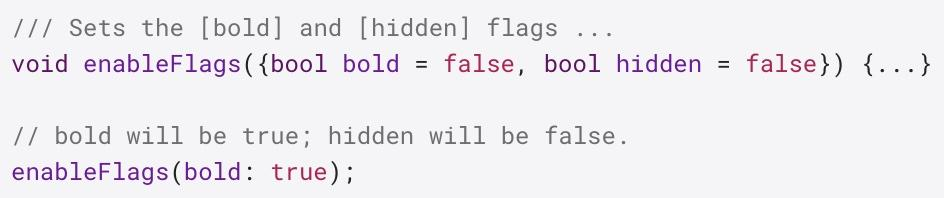 /// Sets the [bold] and [hidden] flags ...
void enableFlags({bool bold = false, bool hidden = false}) {...}
// bold will be true; hidden will be false.
enableFlags(bold: true);